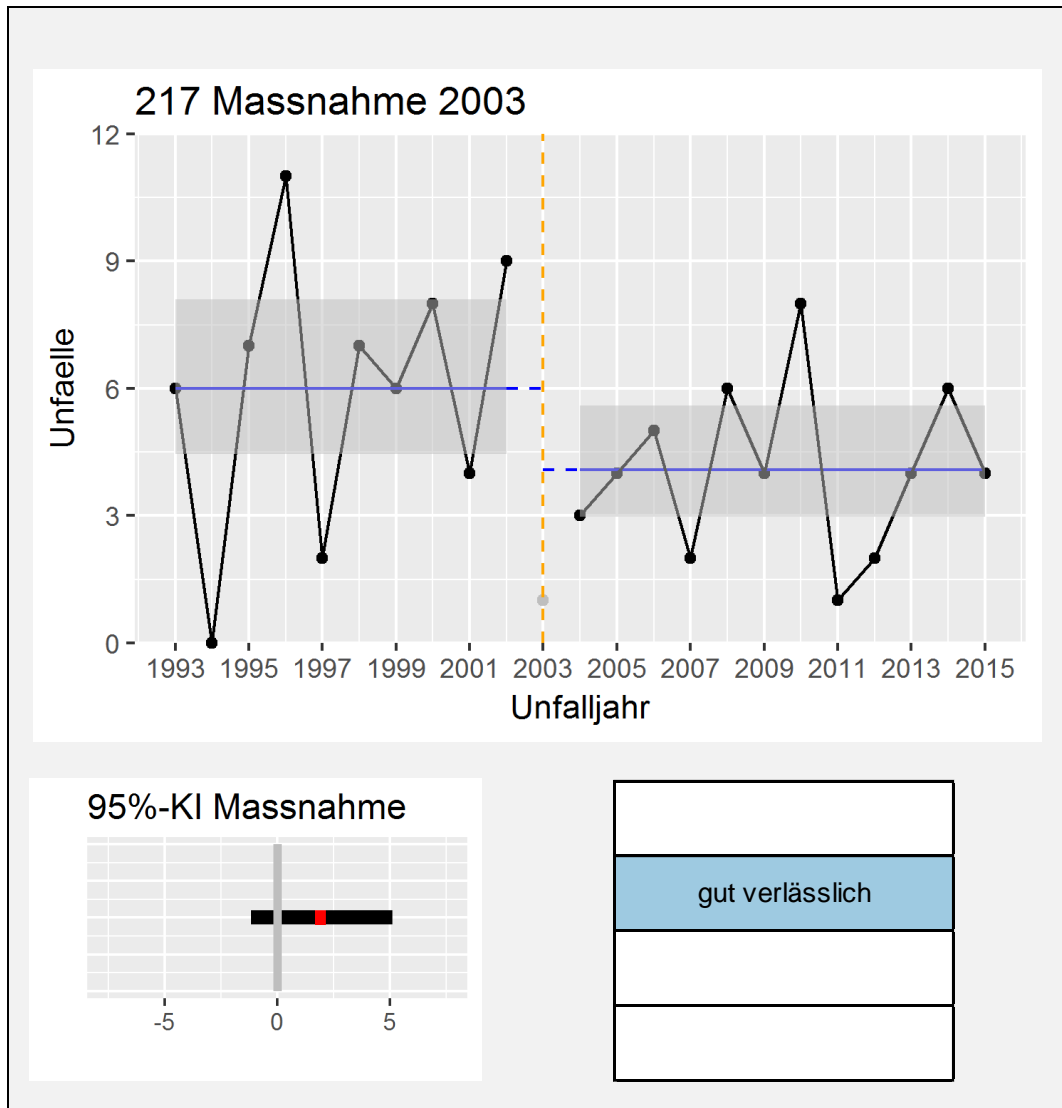 217 Massnahme 2003
12
9
6
3
0
Unfaelle
1993 1995 1997 1999 2001 2003 2005 2007 2009 2011 2013 2015
Unfalljahr
95%-KI Massnahme
-5 0 5
gut verlässlich